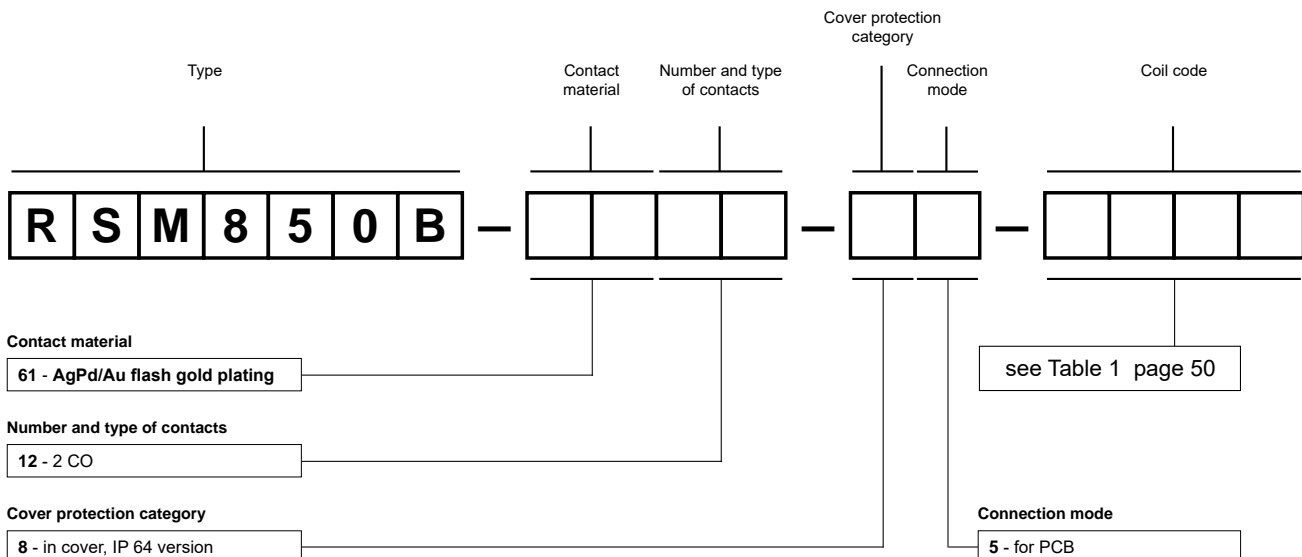 Cover protection
category
Type
Contact
material
Number and type
of contacts
Connection
mode
Coil code
R S M 8 5 0 B – – –
Contact material
61 - AgPd/Au flash gold plating
see Table 1 page 50
Number and type of contacts
12 - 2 CO
Cover protection category
8 - in cover, IP 64 version
Connection mode
5 - for PCB